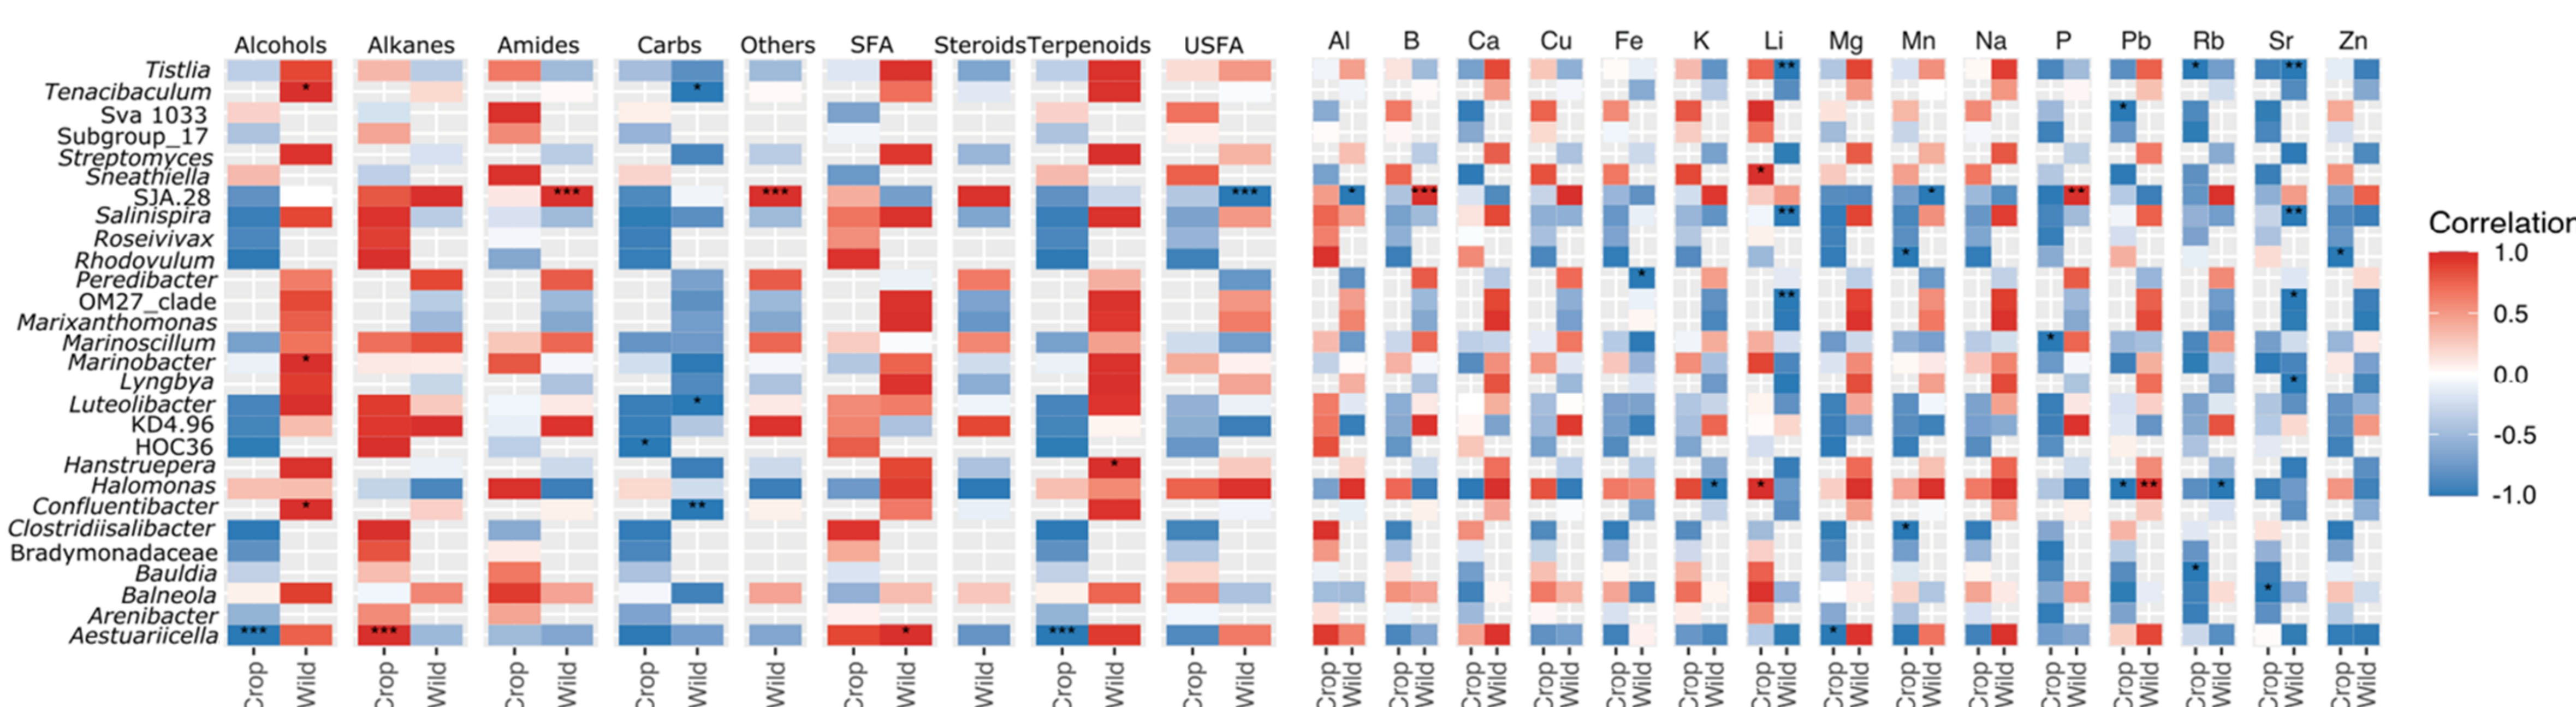 Alcohols Alkanes Amides Carbs Others SFA Steroids Terpenoids USFA Al B Ca Cu Fe K Li Mg Mn Na P Pb Rb Sr Zn
Tistlia
Tenacibaculum
Sva 1033
Subgroup_17
Streptomyces
Sheathiella
SJA.28
Salinispira
Roseivivax
Rhodovulum
Peredibacter
OM27_clade
Marixanthomonas
Marinoscillum
Marinobacter
Lyngbya
Luteolibacter
KD4.96
HOC36
Hanstruepera
Halomonas
Confluentibacter
Clostridiisalibacter
Bradymonadaceae
Bauldia
Balneola
Arenibacter
Aestuariicella
Crop Wild Crop Wild Crop Wild Crop Wild Wild Crop Wild Wild Crop Wild Crop Wild Crop Wild Crop Wild Crop Wild Crop Wild Crop Wild Crop Wild Crop Wild Crop Wild Crop Wild Crop Wild Crop Wild Crop Wild Crop Wild Crop Wild Crop Wild
Correlation
1.0
0.5
0.0
-0.5
-1.0